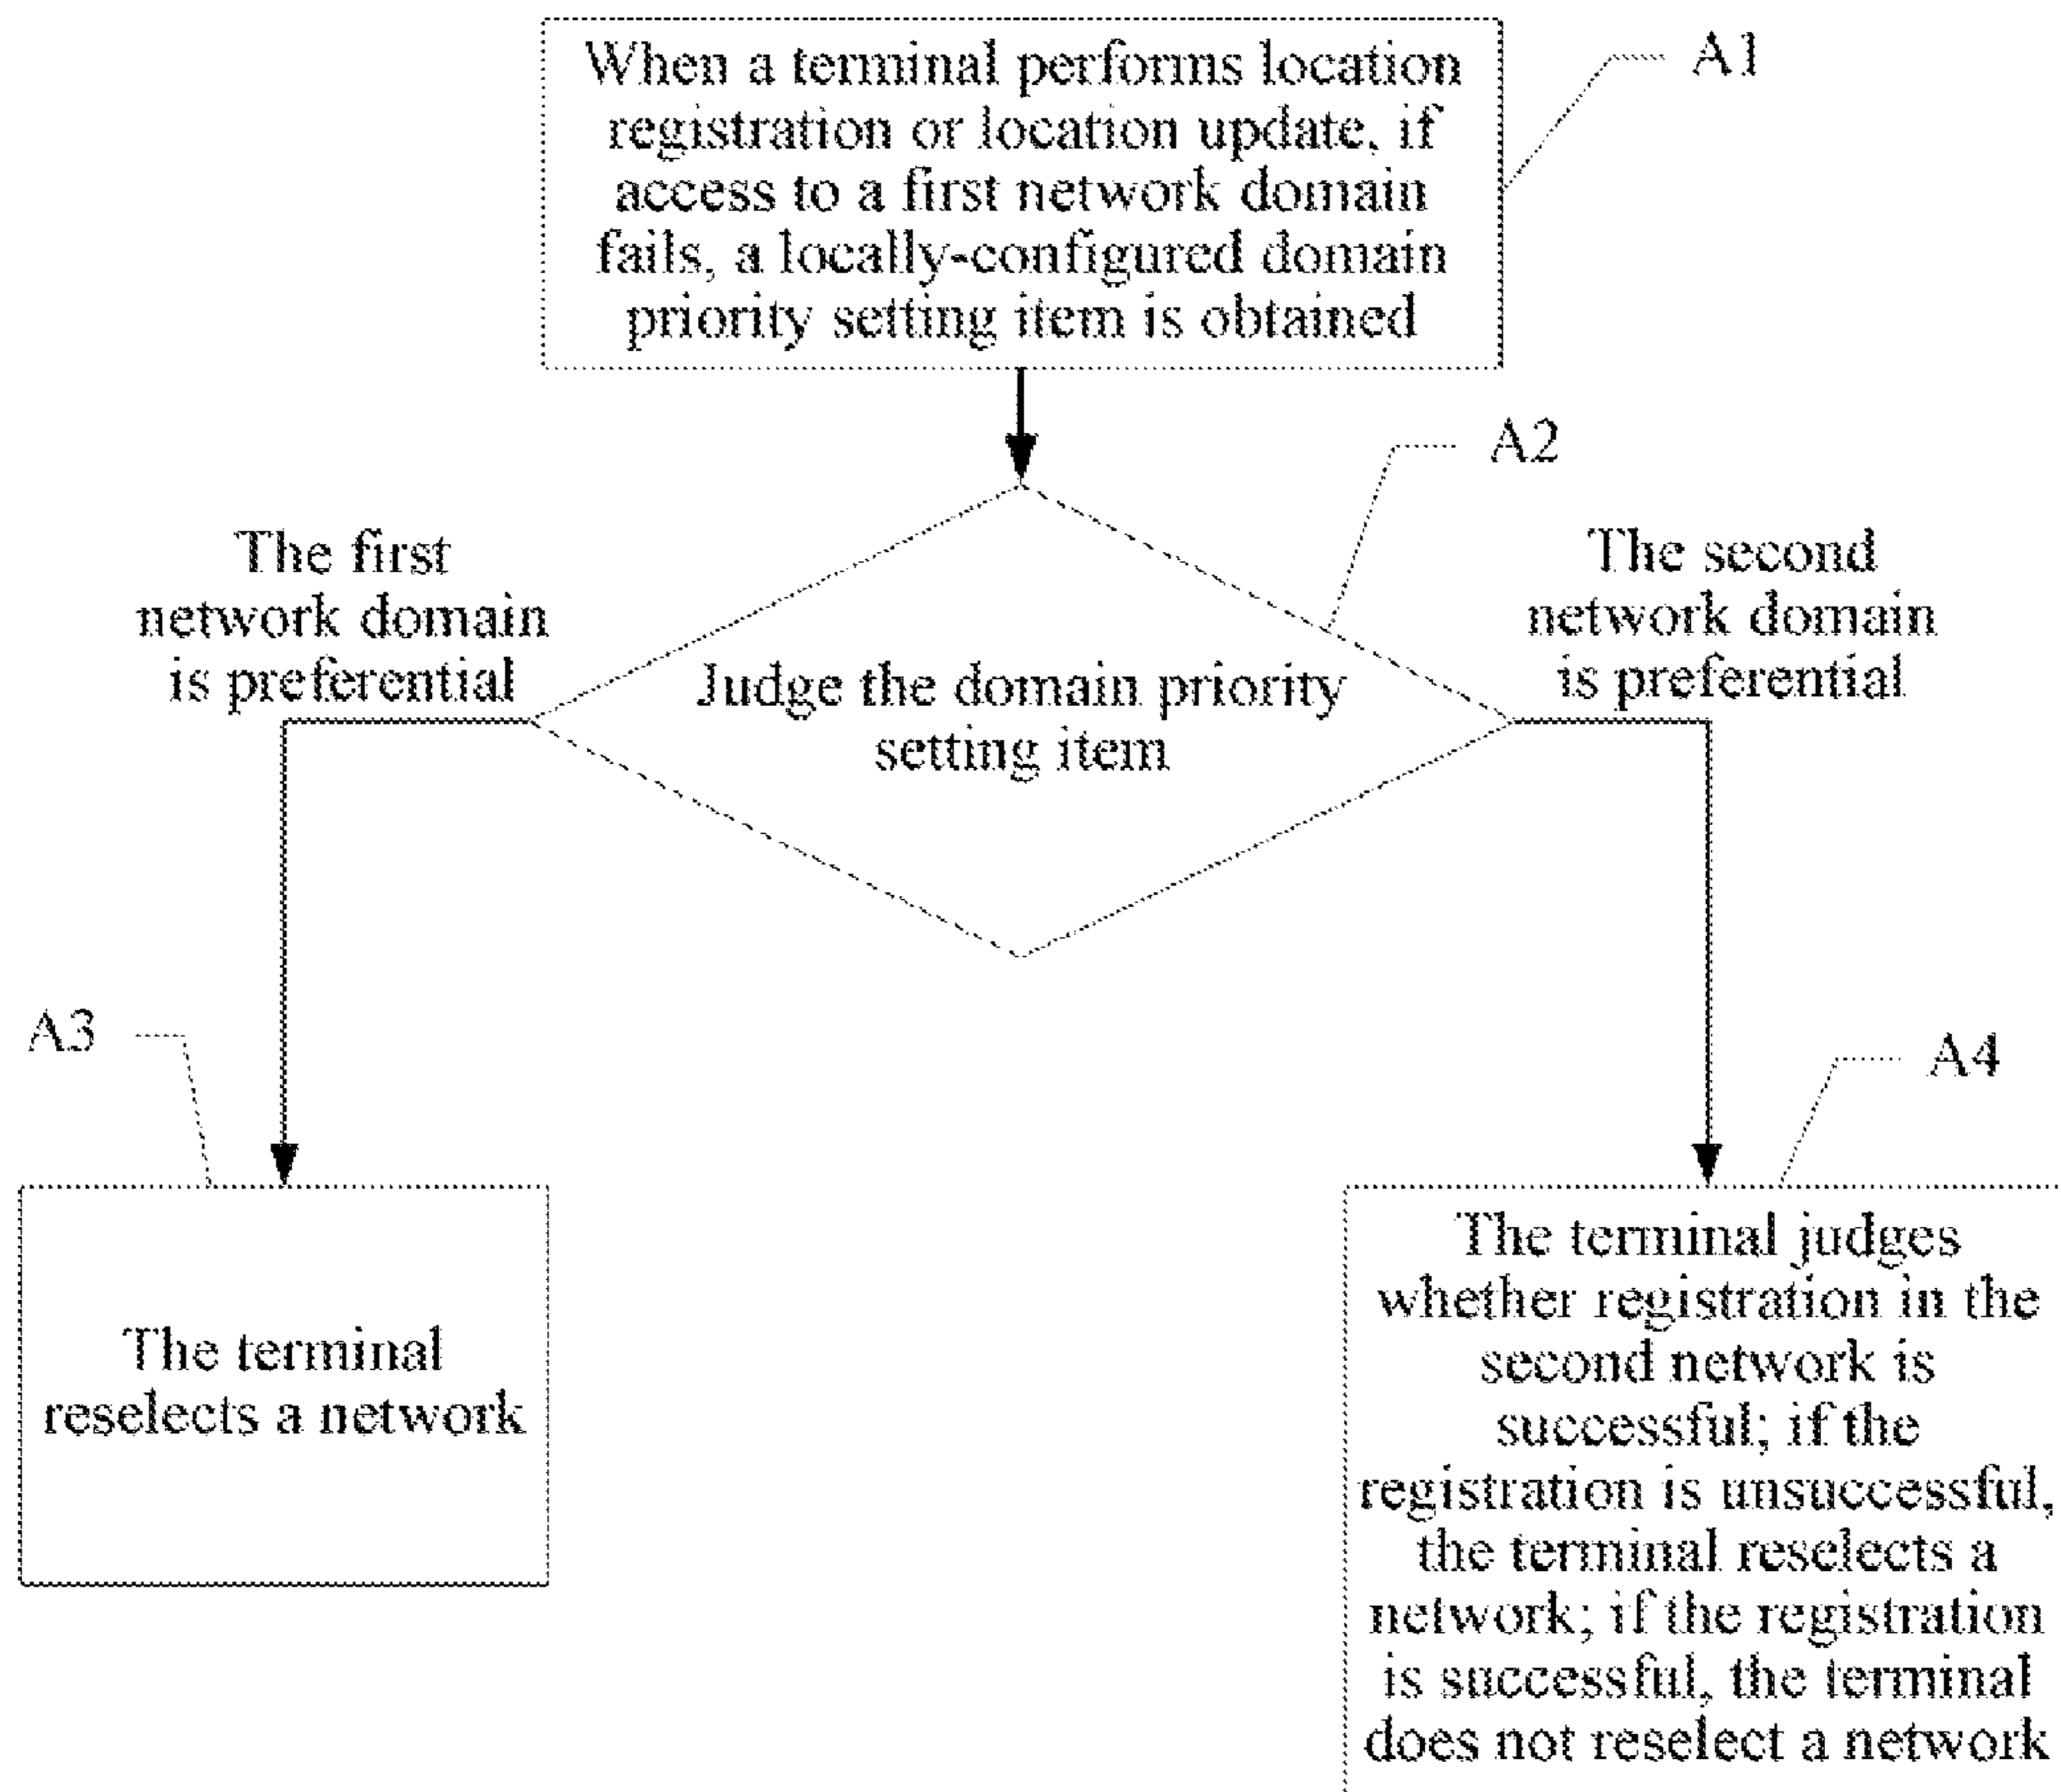 When a terminal performs location
registration or location update, if
access to a first network domain
fails, a locally-configured domain
priority setting item is obtained
A1
A2
The first
network domain
is preferential
Judge the domain priority
setting item
The second
network domain
is preferential
A3
The terminal
reselects a network
A4
The terminal judges
whether registration in the
second network is
successful; if the
registration is unsuccessful,
the terminal reselects a
network; if the registration
is successful, the terminal
does not reselect a network